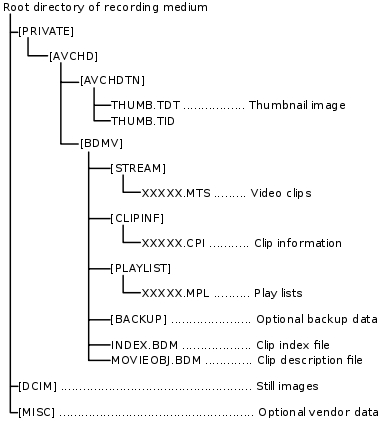 Root directory of recording medium
[PRIVATE]
[AVCHD]
[AVCHDTN]
THUMB.TDT ................. Thumbnail image
THUMB.TID
[BDMV]
[STREAM]
XXXXX.MTS ......... Video clips
[CLIPINF]
XXXXX.CPI ........... Clip information
[PLAYLIST]
XXXXX.MPL .......... Play lists
[BACKUP] ...................... Optional backup data
INDEX.BDM ................... Clip index file
MOVIEOBJ.BDM ............. Clip description file
[DCIM] .................................................... Still images
[MISC] ..................................................... Optional vendor data